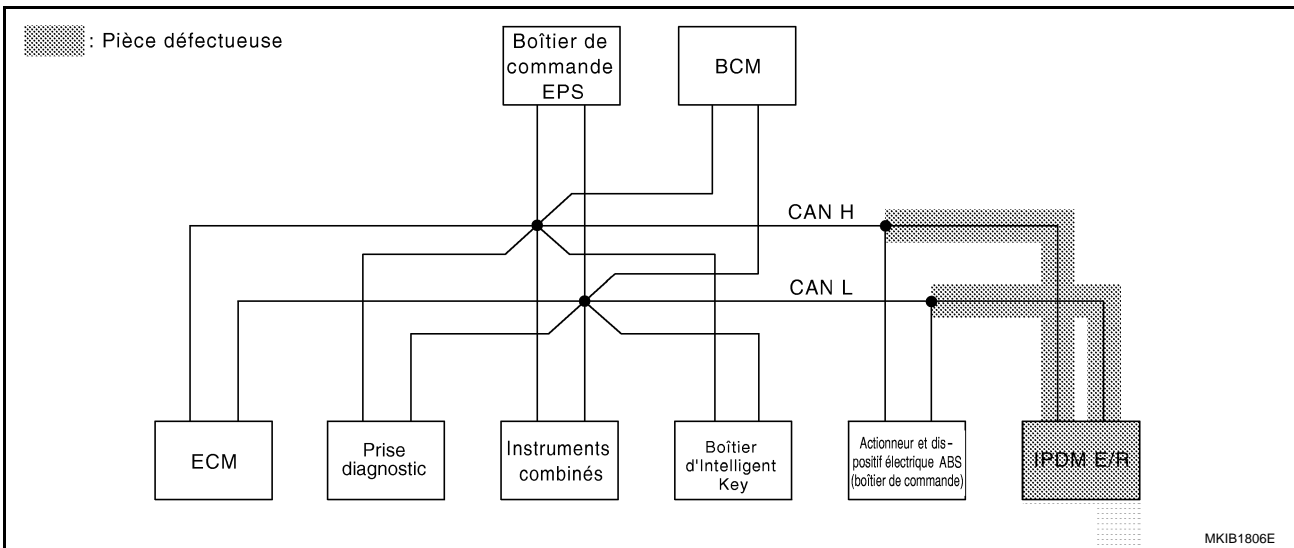 : Pièce défectueuse
Boîtier de
commande
EPS
BCM
CAN H
CAN L
ECM
Prise
diagnostic
Instruments
combinés
Boîtier
d'Intelligent
Key
Actionneur et dis-
positif électrique ABS
(boîtier de commande)
IPDM E/R
MKIB1806E